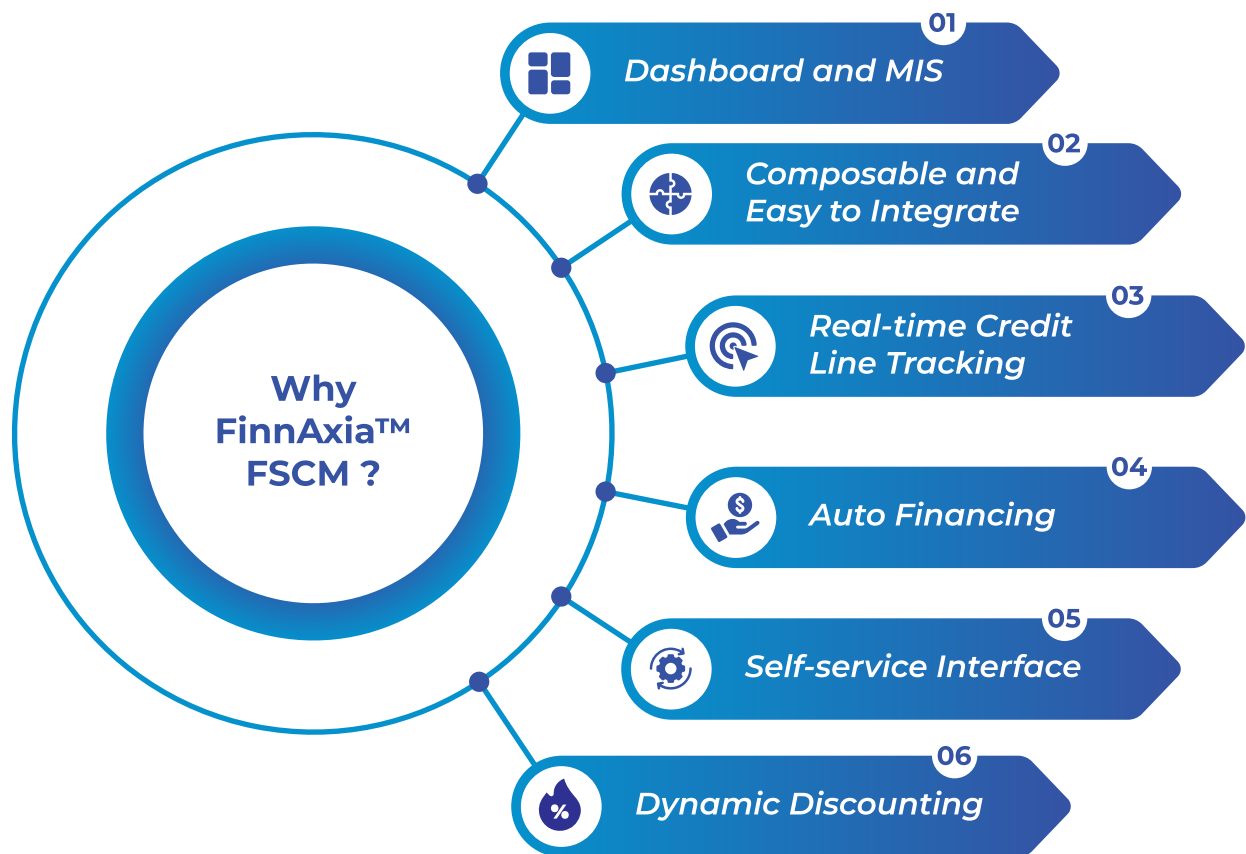 Why
FinnAxia™
FSCM ?
01
Dashboard and MIS
02
Composable and
Easy to Integrate
03
Real-time Credit
Line Tracking
04
Auto Financing
05
Self-service Interface
06
Dynamic Discounting